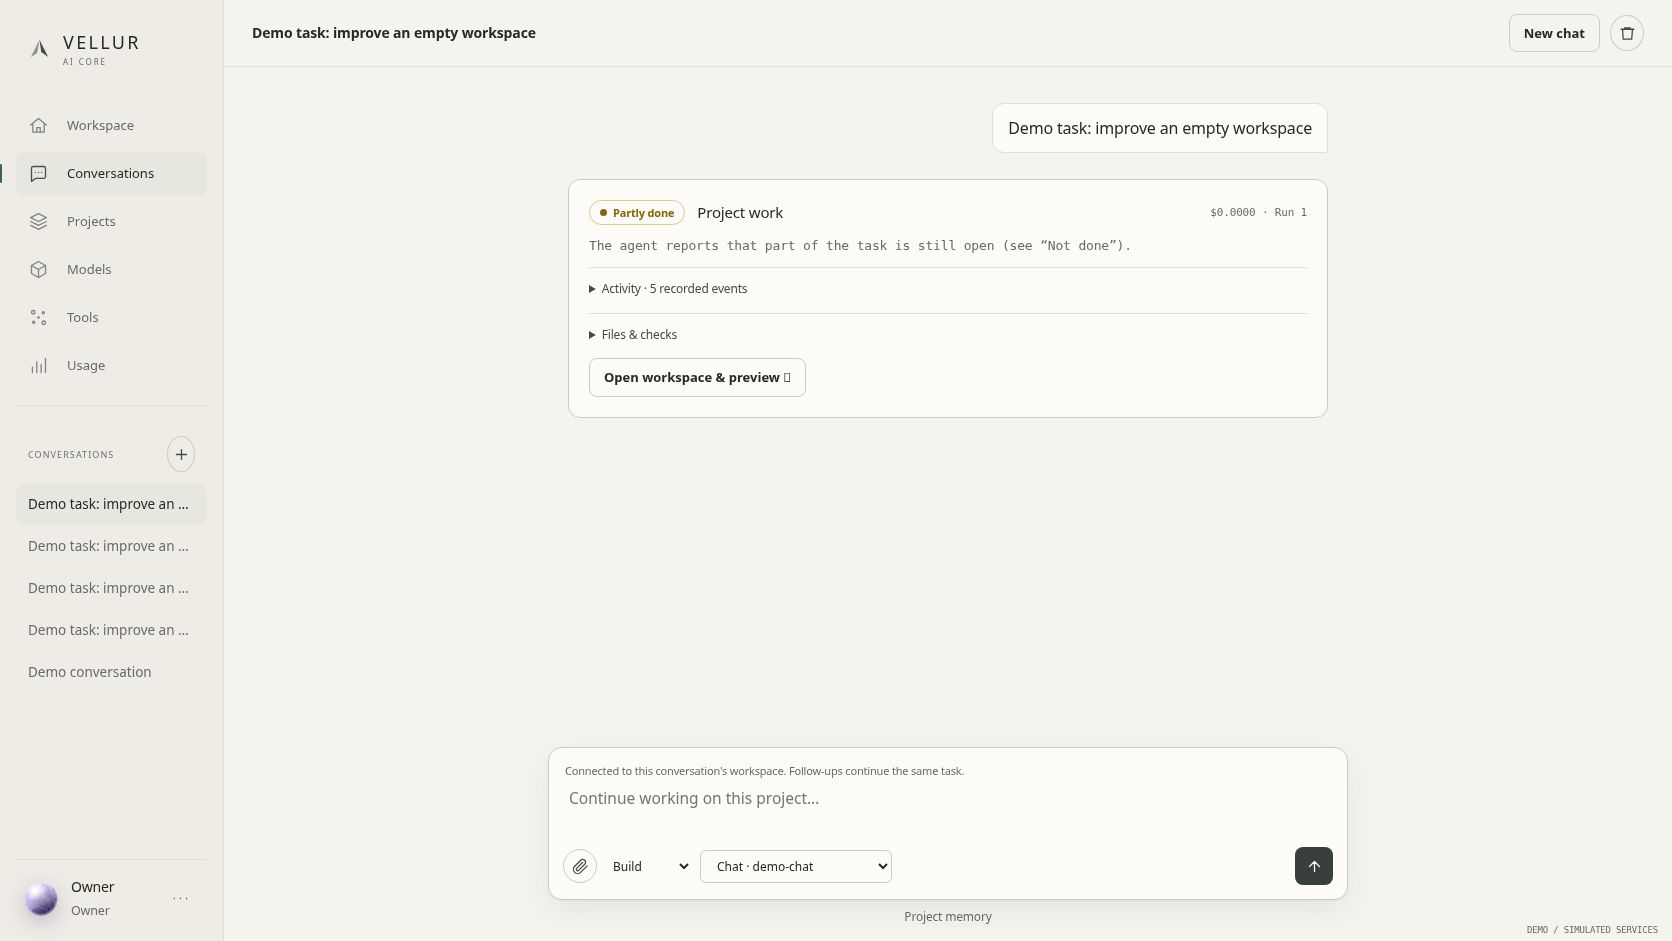 VELLUR
AI CORE
Workspace
Conversations
Projects
Models
Tools
Usage
CONVERSATIONS
Demo task: improve an ...
Demo task: improve an ...
Demo task: improve an ...
Demo task: improve an ...
Demo conversation
Owner
Owner
Demo task: improve an empty workspace
New chat
Demo task: improve an empty workspace
Partly done Project work $0.0000 · Run 1
The agent reports that part of the task is still open (see “Not done”).
Activity · 5 recorded events
Files & checks
Open workspace & preview
Connected to this conversation's workspace. Follow-ups continue the same task.
Continue working on this project...
Build Chat · demo-chat
Project memory
DEMO / SIMULATED SERVICES